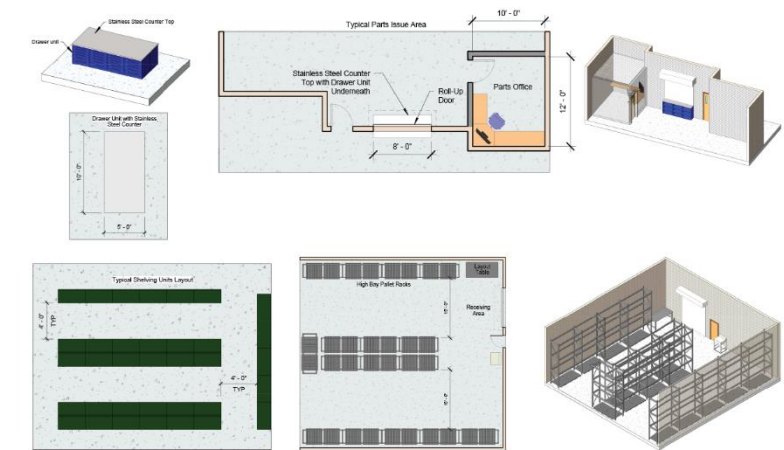 Stainless Steel Counter Top
Drawer unit
Drawer Unit with Stainless
Steel Counter
10' - 0"
5' - 0"
Typical Parts Issue Area
10' - 0"
Stainless Steel Counter
Top with Drawer Unit
Underneath
Roll-Up
Door
Parts Office
12' - 0"
8' - 0"
Typical Shelving Units Layout
4' - 0"
TYP
4' - 0"
TYP
High Bay Pallet Racks
Layout
Table
Receiving
Area